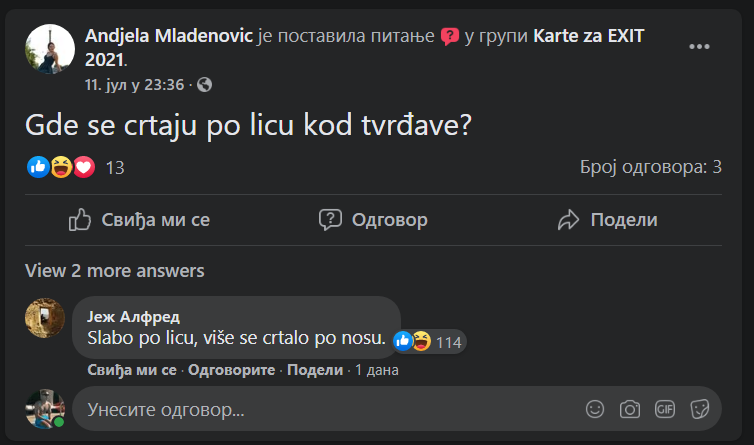 Andjela Mladenovic је поставила питање у групи Karte za EXIT
2021.
11. јул у 23:36 ·
Gde se crtaju po licu kod tvrđave?
13
Број одговора: 3
Свиђа ми се
Одговор
Подели
View 2 more answers
Јеж Алфред
Slabo po licu, više se crtalo po nosu.
114
Свиђа ми се · Одговорите · Подели · 1 дана
Унесите одговор...
GIF